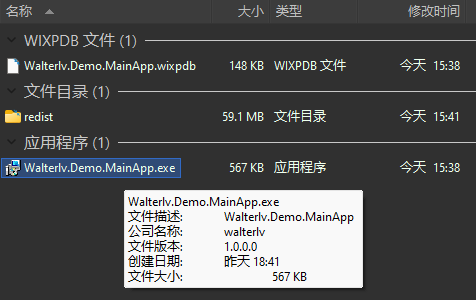 名称 大小 类型 修改时间
WIXPDB 文件 (1)
Walterlv.Demo.MainApp.wixpdb 148 KB WIXPDB 文件 今天 15:38
文件目录 (1)
redist 59.1 MB 文件目录 今天 15:41
应用程序 (1)
Walterlv.Demo.MainApp.exe 567 KB 应用程序 今天 15:38
Walterlv.Demo.MainApp.exe
文件描述: Walterlv.Demo.MainApp
公司名称: walterlv
文件版本: 1.0.0.0
创建日期: 昨天 18:41
文件大小: 567 KB